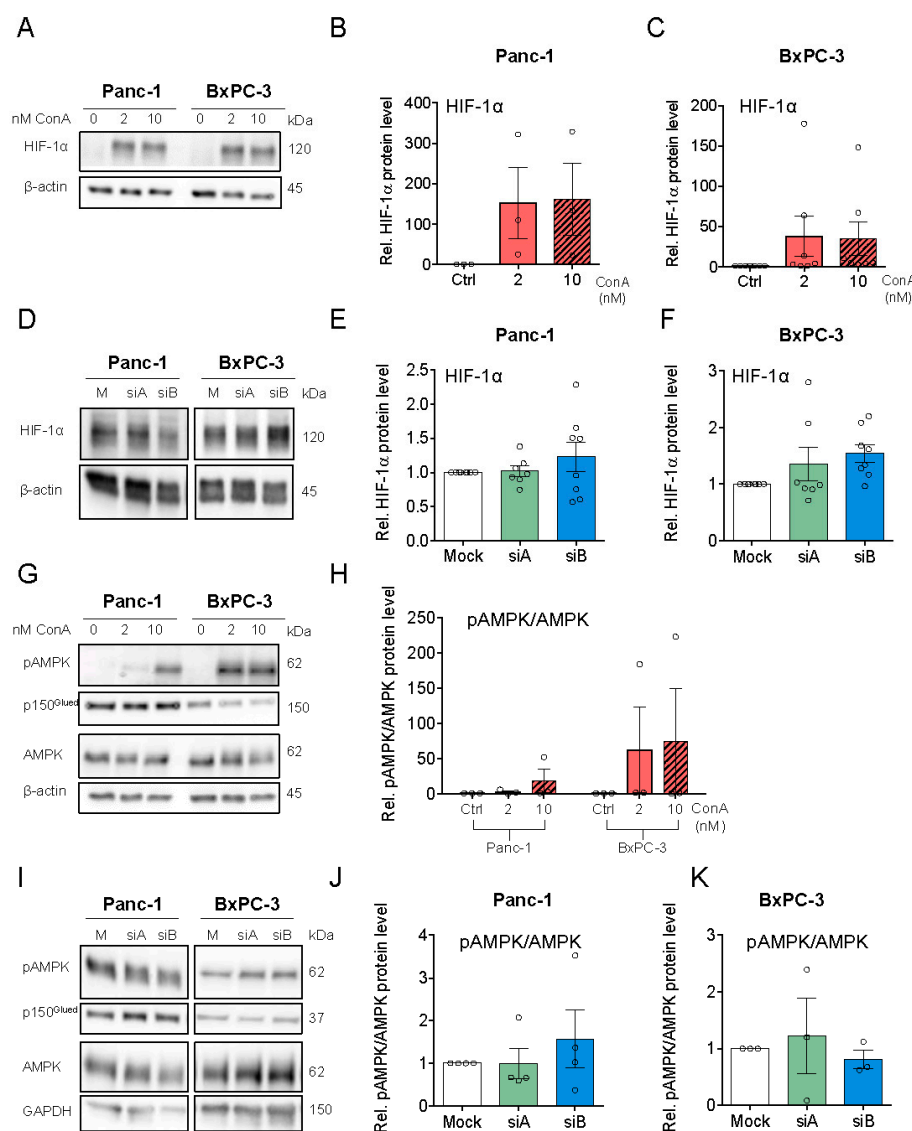 A
Panc-1 BxPC-3
nM ConA 0 2 10 0 2 10 kDa
HIF-1α 120
β-actin 45
B
Panc-1
HIF-1α
Rel. HIF-1α protein level
400
300
200
100
0
Ctrl 2 10 ConA
(nM)
C
BxPC-3
HIF-1α
Rel. HIF-1α protein level
200
150
100
50
0
Ctrl 2 10 ConA
(nM)
D
Panc-1 BxPC-3
M siA siB M siA siB kDa
HIF-1α 120
β-actin 45
E
Panc-1
HIF-1α
Rel. HIF-1α protein level
2.5
2.0
1.5
1.0
0.5
0.0
Mock siA siB
F
BxPC-3
HIF-1α
Rel. HIF-1α protein level
3
2
1
0
Mock siA siB
G
Panc-1 BxPC-3
nM ConA 0 2 10 0 2 10 kDa
pAMPK 62
p150Glued 150
AMPK 62
β-actin 45
H
pAMPK/AMPK
Rel. pAMPK/AMPK protein level
250
200
150
100
50
0
Ctrl 2 10 Ctrl 2 10 ConA
(nM)
Panc-1 BxPC-3
I
Panc-1 BxPC-3
M siA siB M siA siB kDa
pAMPK 62
p150Glued 37
AMPK 62
GAPDH 150
J
Panc-1
pAMPK/AMPK
Rel. pAMPK/AMPK protein level
4
3
2
1
0
Mock siA siB
K
BxPC-3
pAMPK/AMPK
Rel. pAMPK/AMPK protein level
3
2
1
0
Mock siA siB